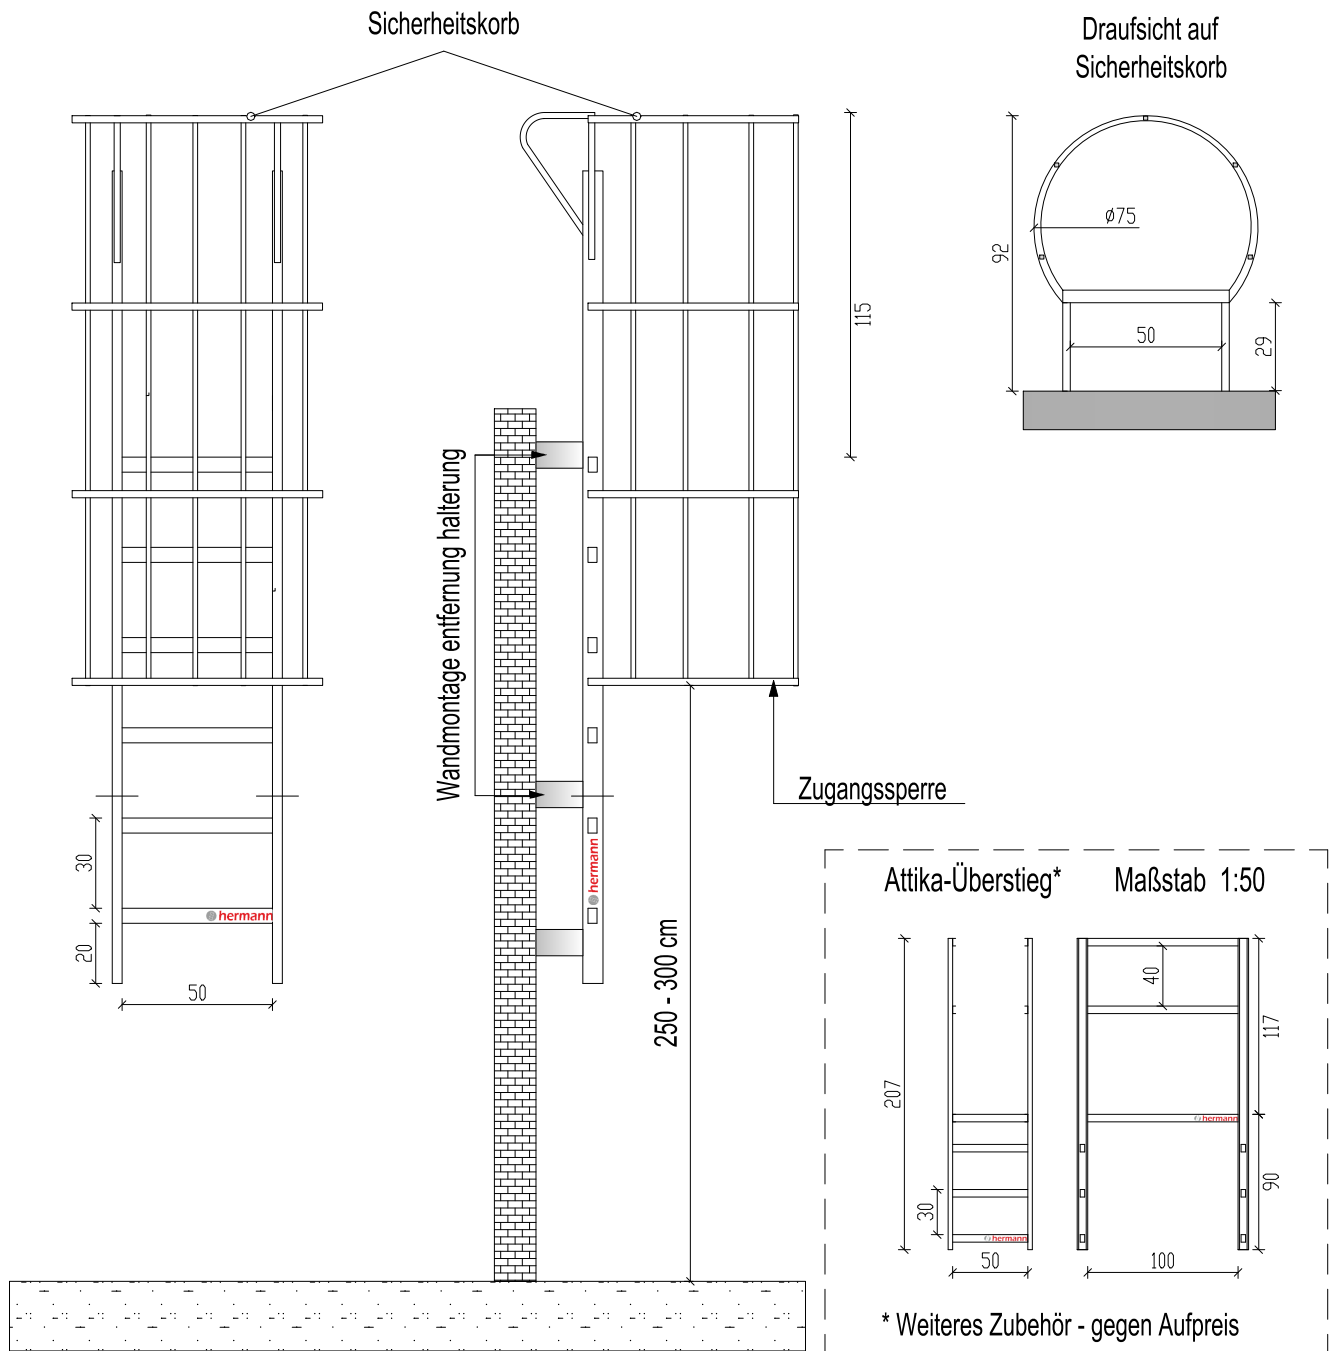 Sicherheitskorb
Draufsicht auf
Sicherheitskorb
ø75
92
50
29
115
Wandmontage entfernung halterung
Zugangssperre
30
hermann
20
50
hermann
250 - 300 cm
Attika-Überstieg*
Maßstab 1:50
40
117
207
hermann
30
hermann
90
50
100
* Weiteres Zubehör - gegen Aufpreis